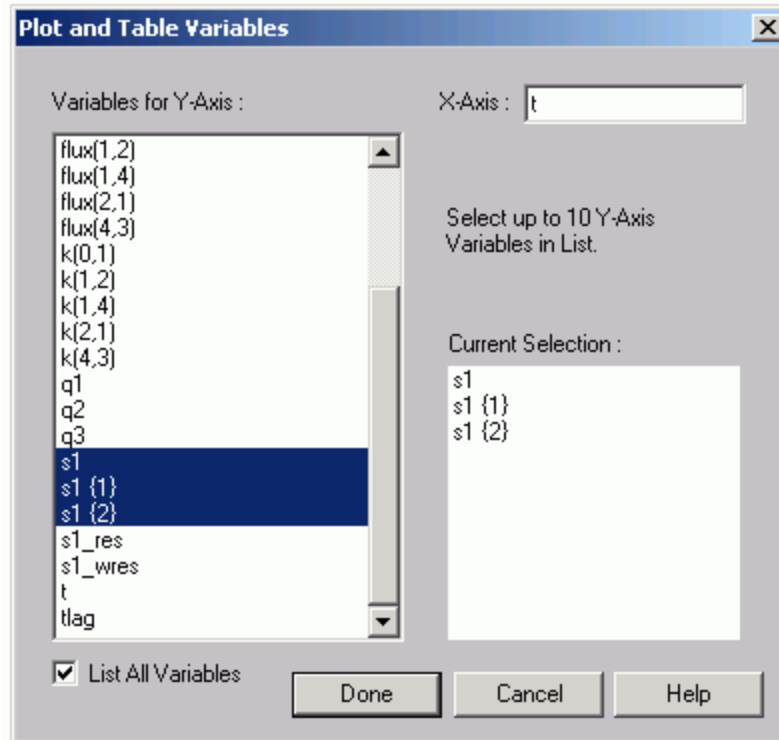 Plot and Table Variables
Variables for Y-Axis :
flux(1,2)
flux(1,4)
flux(2,1)
flux(4,3)
k(0,1)
k(1,2)
k(1,4)
k(2,1)
k(4,3)
q1
q2
q3
s1
s1 {1}
s1 {2}
s1_res
s1_wres
t
tlag
List All Variables
X-Axis : t
Select up to 10 Y-Axis
Variables in List.
Current Selection :
s1
s1 {1}
s1 {2}
Done Cancel Help